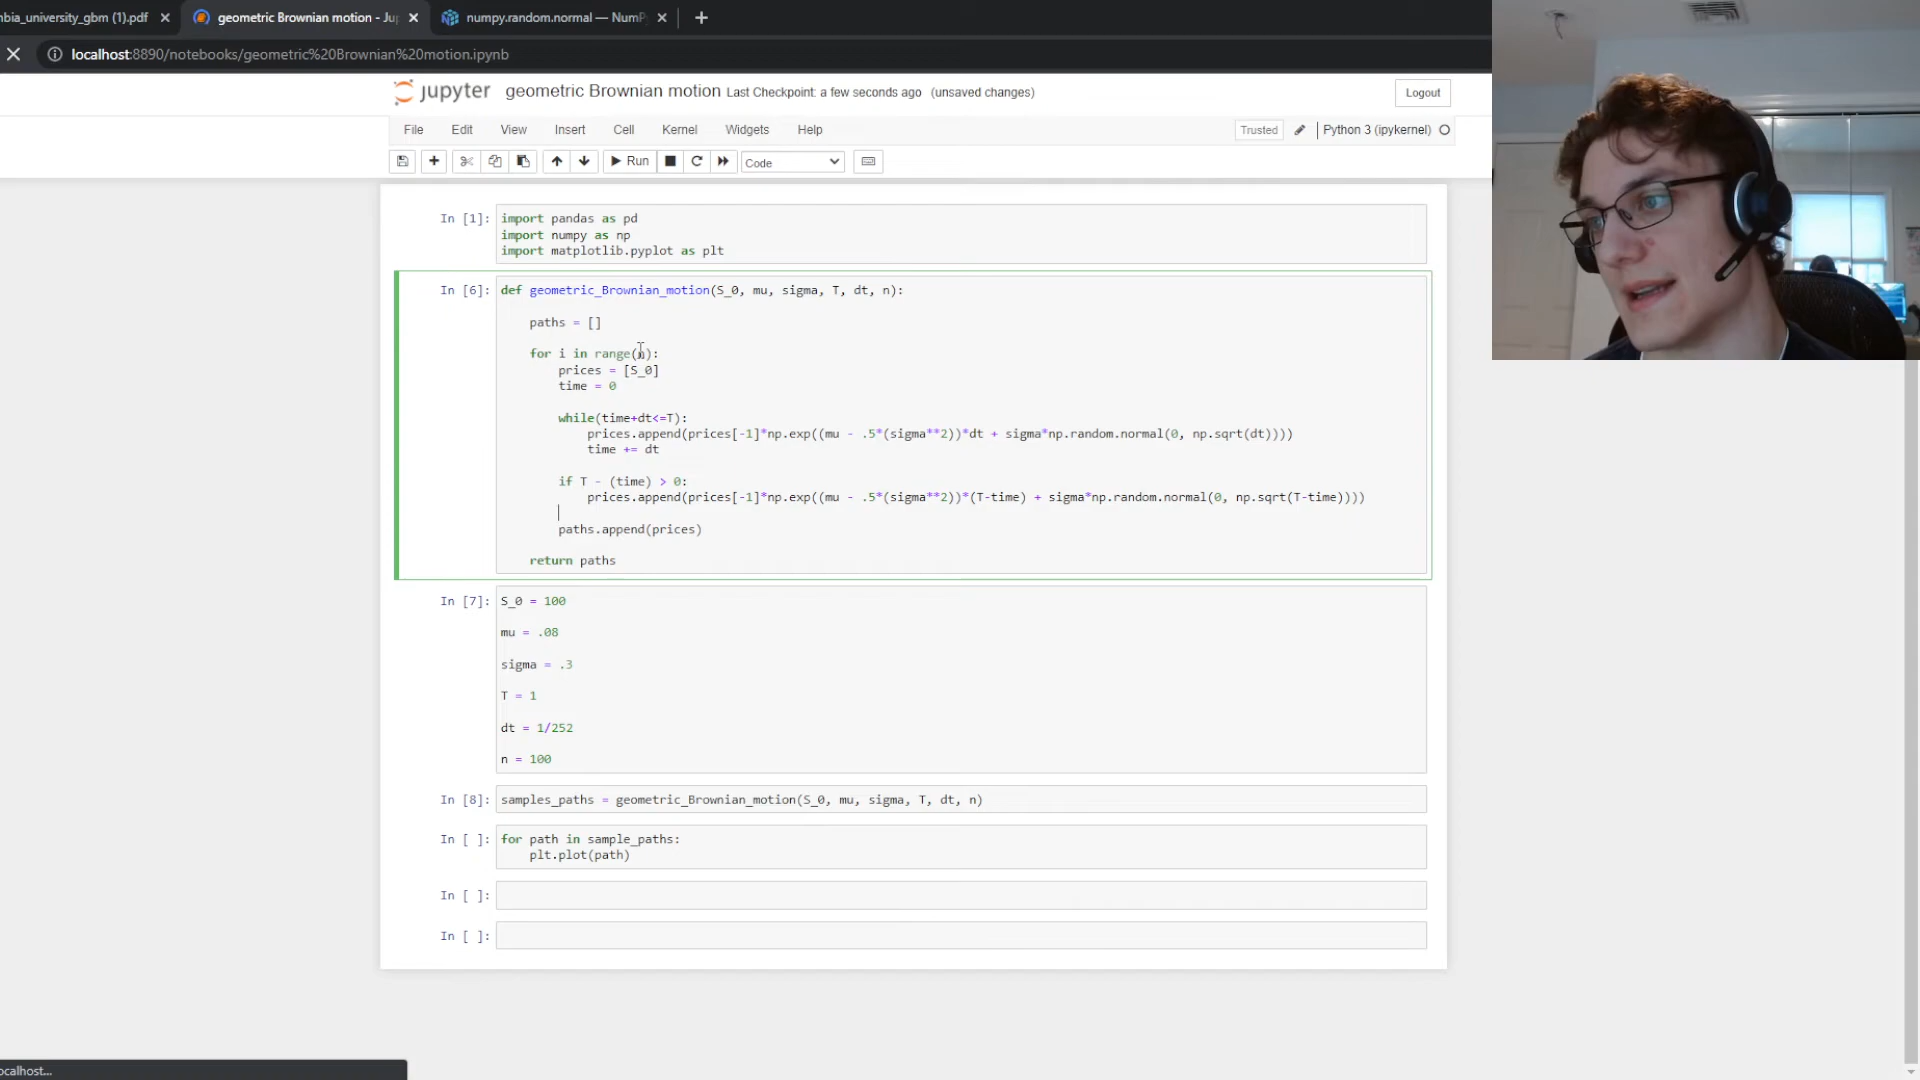 nbia_university_gbm (1).pdf
geometric Brownian motion - Ju
numpy.random.normal — NumP
localhost:8890/notebooks/geometric%20Brownian%20motion.ipynb
jupyter geometric Brownian motion Last Checkpoint: a few seconds ago (unsaved changes)
Logout
File Edit View Insert Cell Kernel Widgets Help
Trusted
Python 3 (ipykernel)
Run
Code
In [1]: import pandas as pd
import numpy as np
import matplotlib.pyplot as plt
In [6]: def geometric_Brownian_motion(S_0, mu, sigma, T, dt, n):
paths = []
for i in range(n):
prices = [S_0]
time = 0
while(time+dt<=T):
prices.append(prices[-1]*np.exp((mu - .5*(sigma**2))*dt + sigma*np.random.normal(0, np.sqrt(dt))))
time += dt
if T - (time) > 0:
prices.append(prices[-1]*np.exp((mu - .5*(sigma**2))*(T-time) + sigma*np.random.normal(0, np.sqrt(T-time))))
paths.append(prices)
return paths
In [7]: S_0 = 100
mu = .08
sigma = .3
T = 1
dt = 1/252
n = 100
In [8]: samples_paths = geometric_Brownian_motion(S_0, mu, sigma, T, dt, n)
In [ ]: for path in sample_paths:
plt.plot(path)
In [ ]:
In [ ]:
ocalhost...